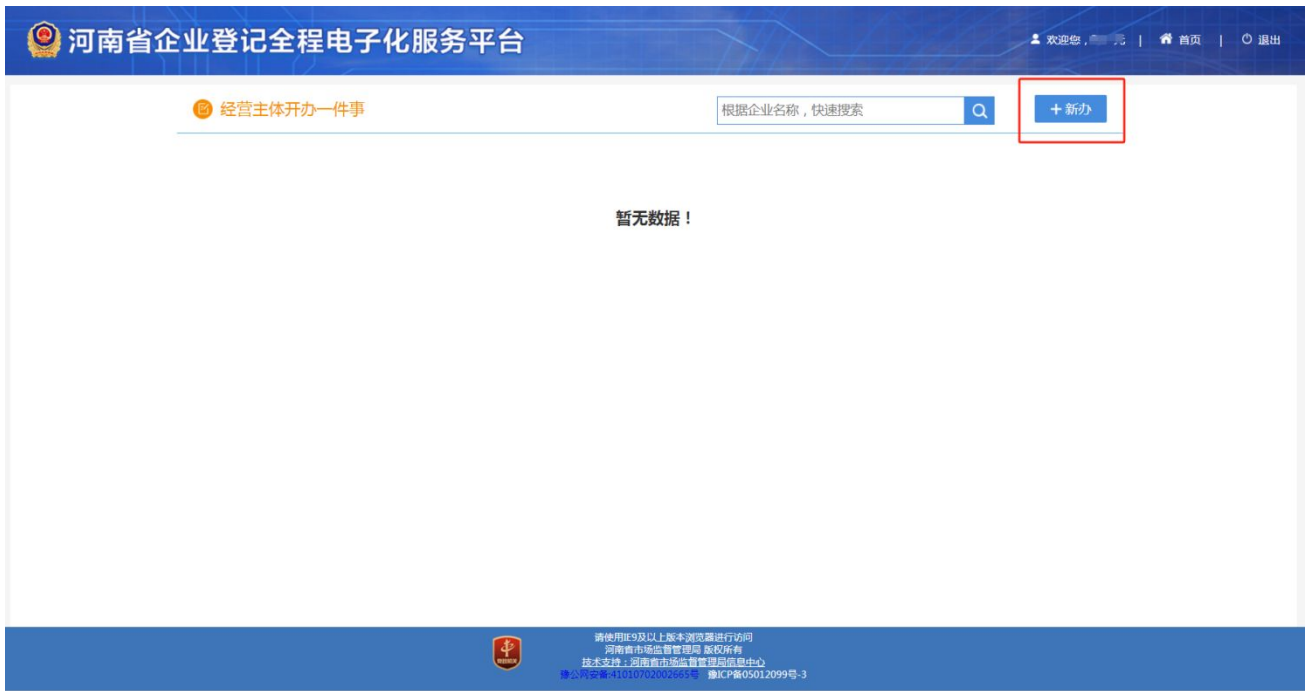 河南省企业登记全程电子化服务平台
欢迎您, 元 | 首页 | 退出
经营主体开办一件事
根据企业名称，快速搜索
+ 新办
暂无数据！
请使用IE9及以上版本浏览器进行访问
河南省市场监督管理局 版权所有
技术支持：河南省市场监督管理局信息中心
豫公网安备:41010702002665号 豫ICP备05012099号-3